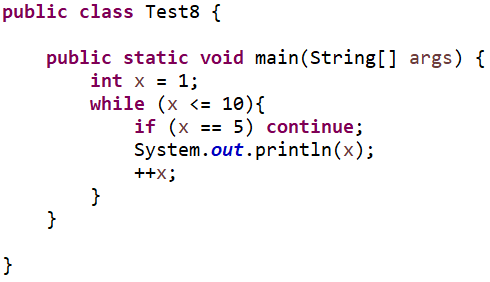 public class Test8 {
public static void main(String[] args) {
int x = 1;
while (x <= 10){
if (x == 5) continue;
System.out.println(x);
++x;
}
}
}